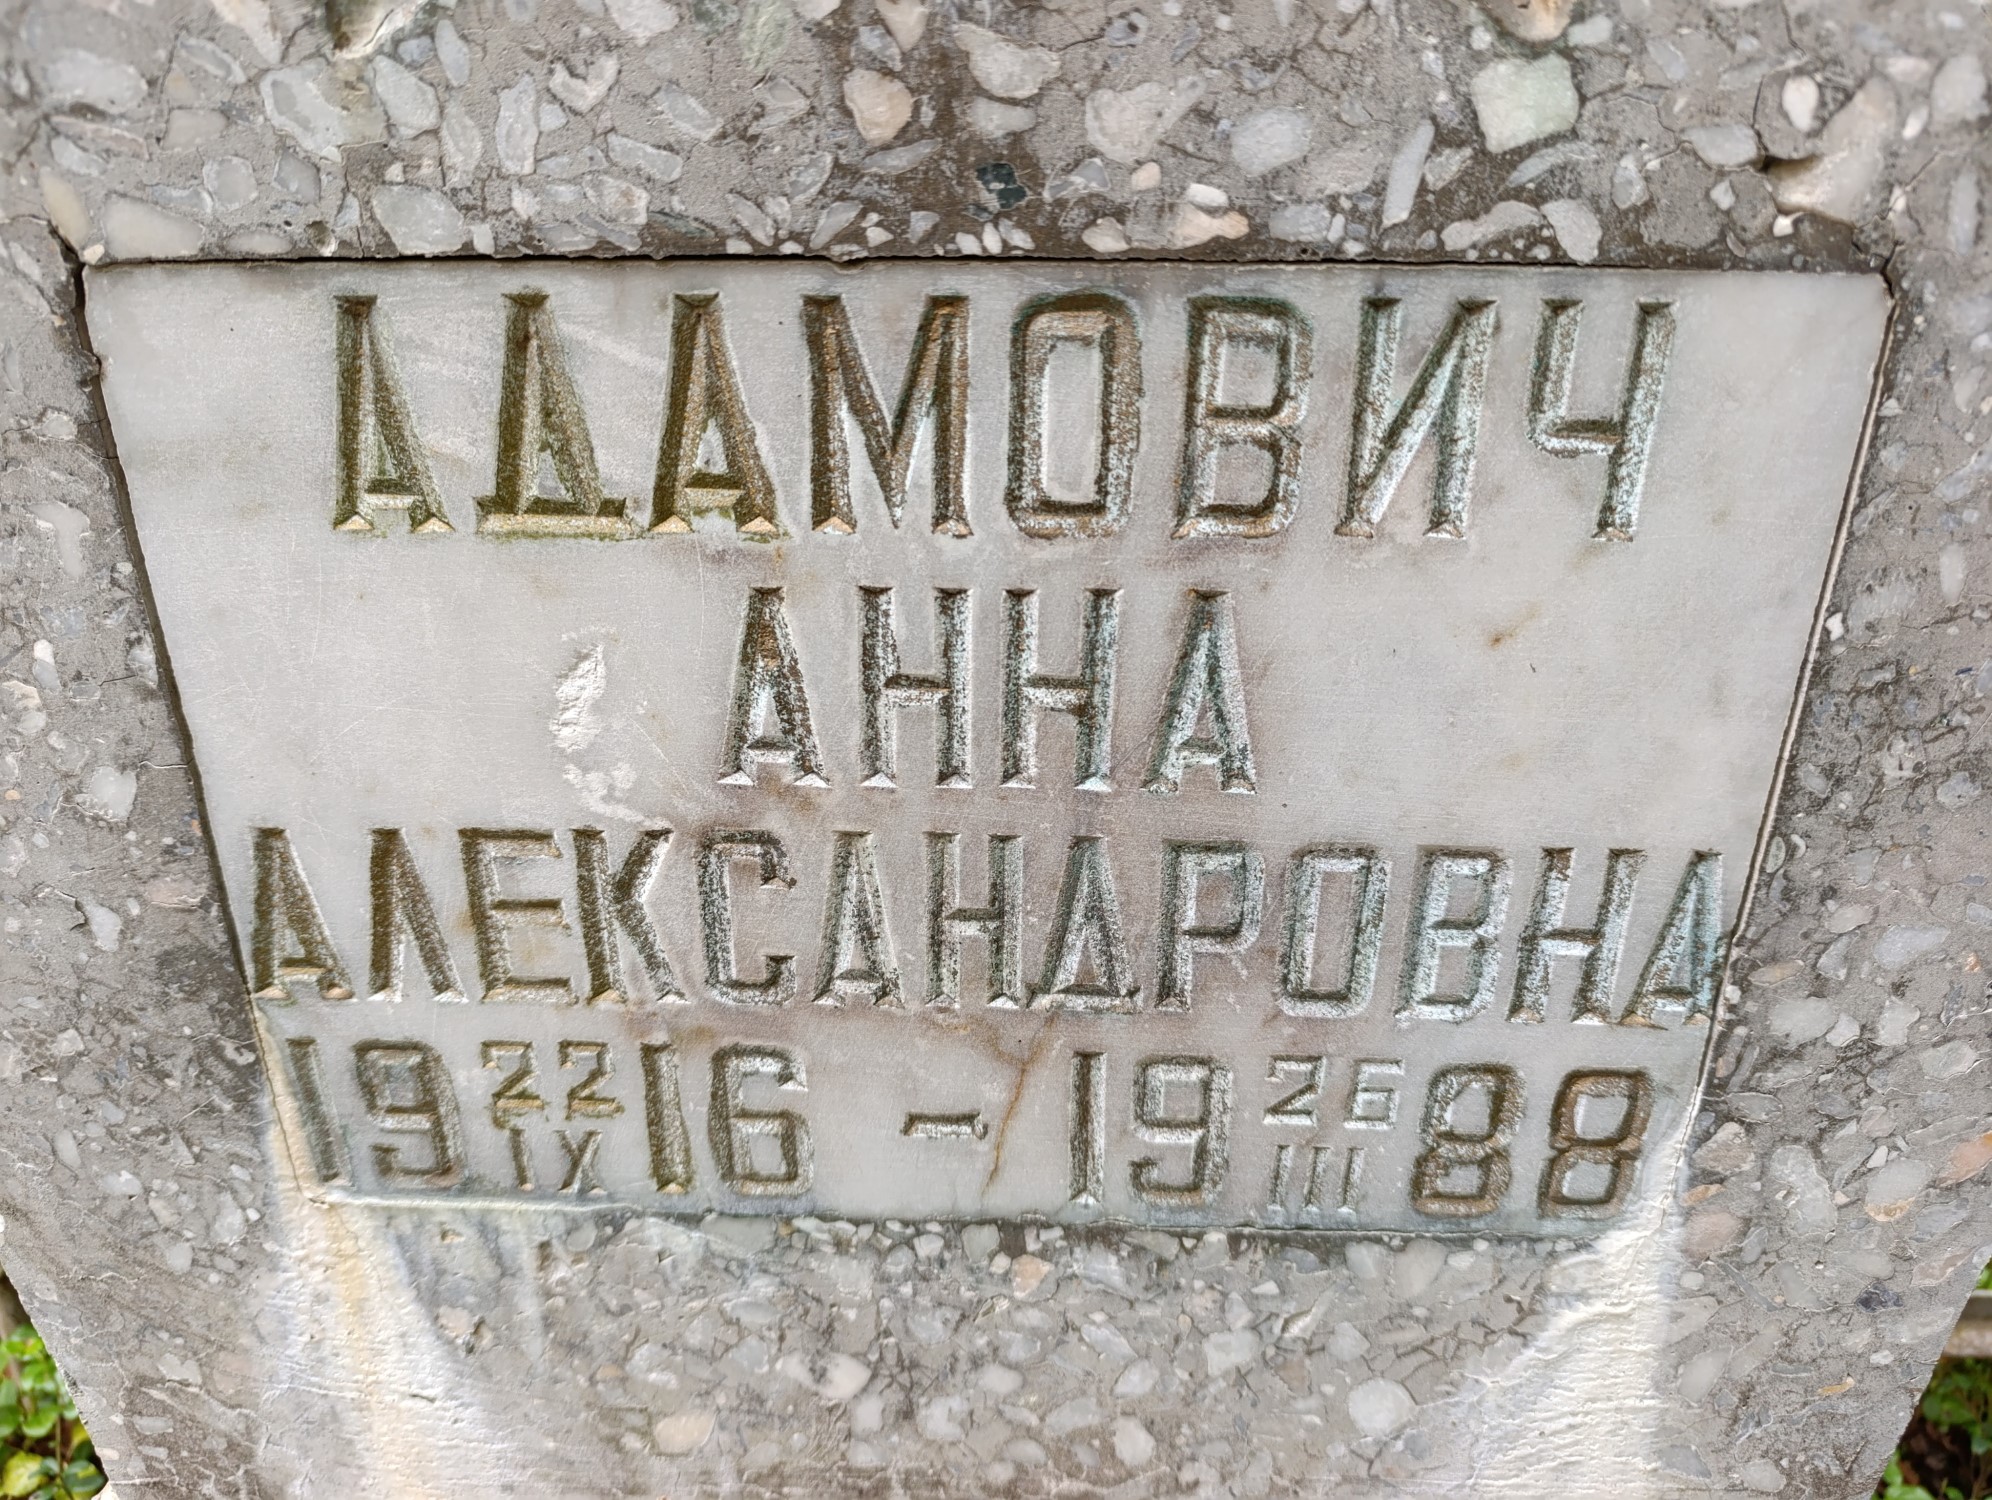 АДАМОВИЧ
АННА
АЛЕКСАНДРОВНА
19 22/IX 16 - 19 26/III 88